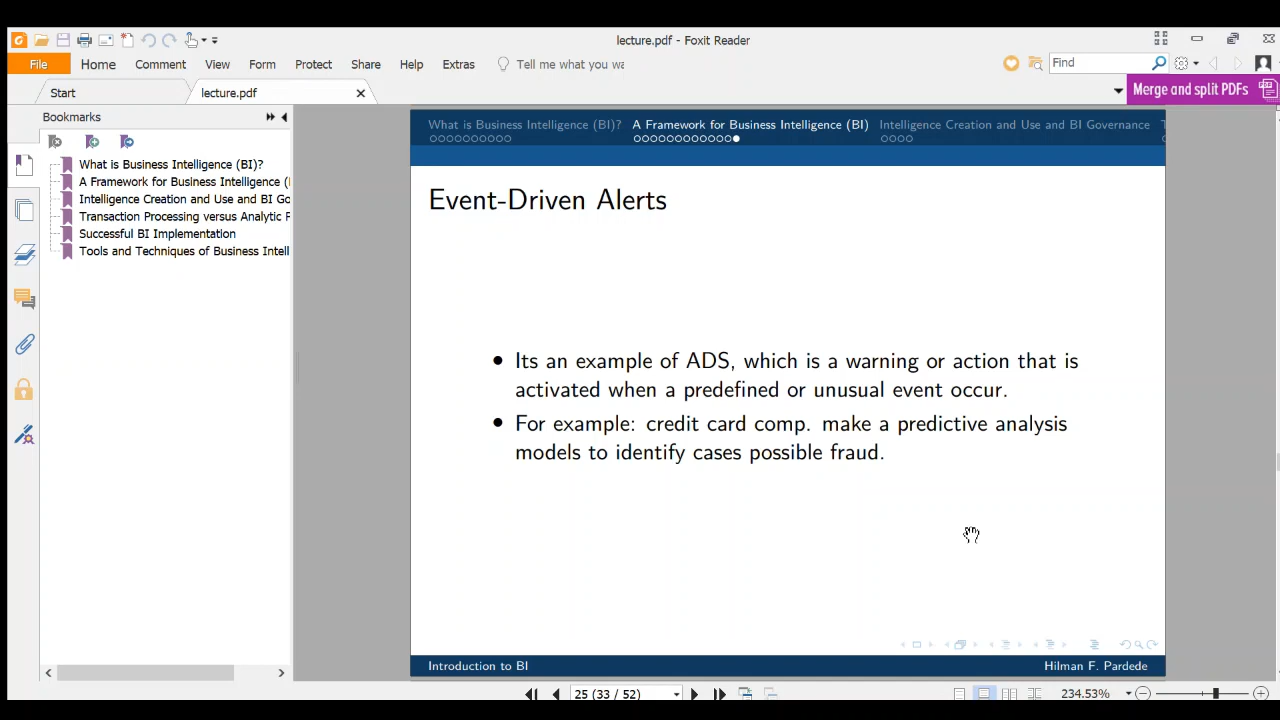 lecture.pdf - Foxit Reader
File Home Comment View Form Protect Share Help Extras Tell me what you wa
Find
Start
lecture.pdf
Merge and split PDFs
Bookmarks
What is Business Intelligence (BI)?
A Framework for Business Intelligence (
Intelligence Creation and Use and BI Go
Transaction Processing versus Analytic P
Successful BI Implementation
Tools and Techniques of Business Intell
What is Business Intelligence (BI)? A Framework for Business Intelligence (BI) Intelligence Creation and Use and BI Governance
Event-Driven Alerts
Its an example of ADS, which is a warning or action that is
activated when a predefined or unusual event occur.
For example: credit card comp. make a predictive analysis
models to identify cases possible fraud.
Introduction to BI
Hilman F. Pardede
25 (33 / 52)
234.53%